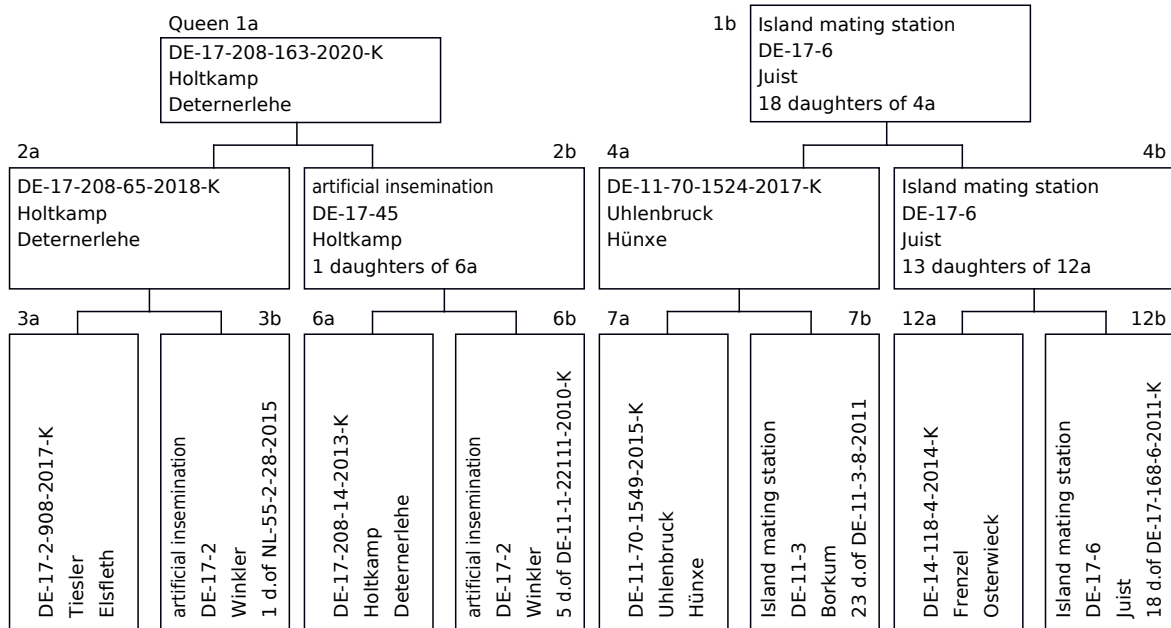 Queen 1a
DE-17-208-163-2020-K
Holtkamp
Deternerlehe
1b
Island mating station
DE-17-6
Juist
18 daughters of 4a
2a
DE-17-208-65-2018-K
Holtkamp
Deternerlehe
2b
artificial insemination
DE-17-45
Holtkamp
1 daughters of 6a
4a
DE-11-70-1524-2017-K
Uhlenbruck
Hünxe
4b
Island mating station
DE-17-6
Juist
13 daughters of 12a
3a
DE-17-2-908-2017-K
Tiesler
Elsfleth
3b
artificial insemination
DE-17-2
Winkler
1 d.of NL-55-2-28-2015
6a
DE-17-208-14-2013-K
Holtkamp
Deternerlehe
6b
artificial insemination
DE-17-2
Winkler
5 d.of DE-11-1-22111-2010-K
7a
DE-11-70-1549-2015-K
Uhlenbruck
Hünxe
7b
Island mating station
DE-11-3
Borkum
23 d.of DE-11-3-8-2011
12a
DE-14-118-4-2014-K
Frenzel
Osterwieck
12b
Island mating station
DE-17-6
Juist
18 d.of DE-17-168-6-2011-K